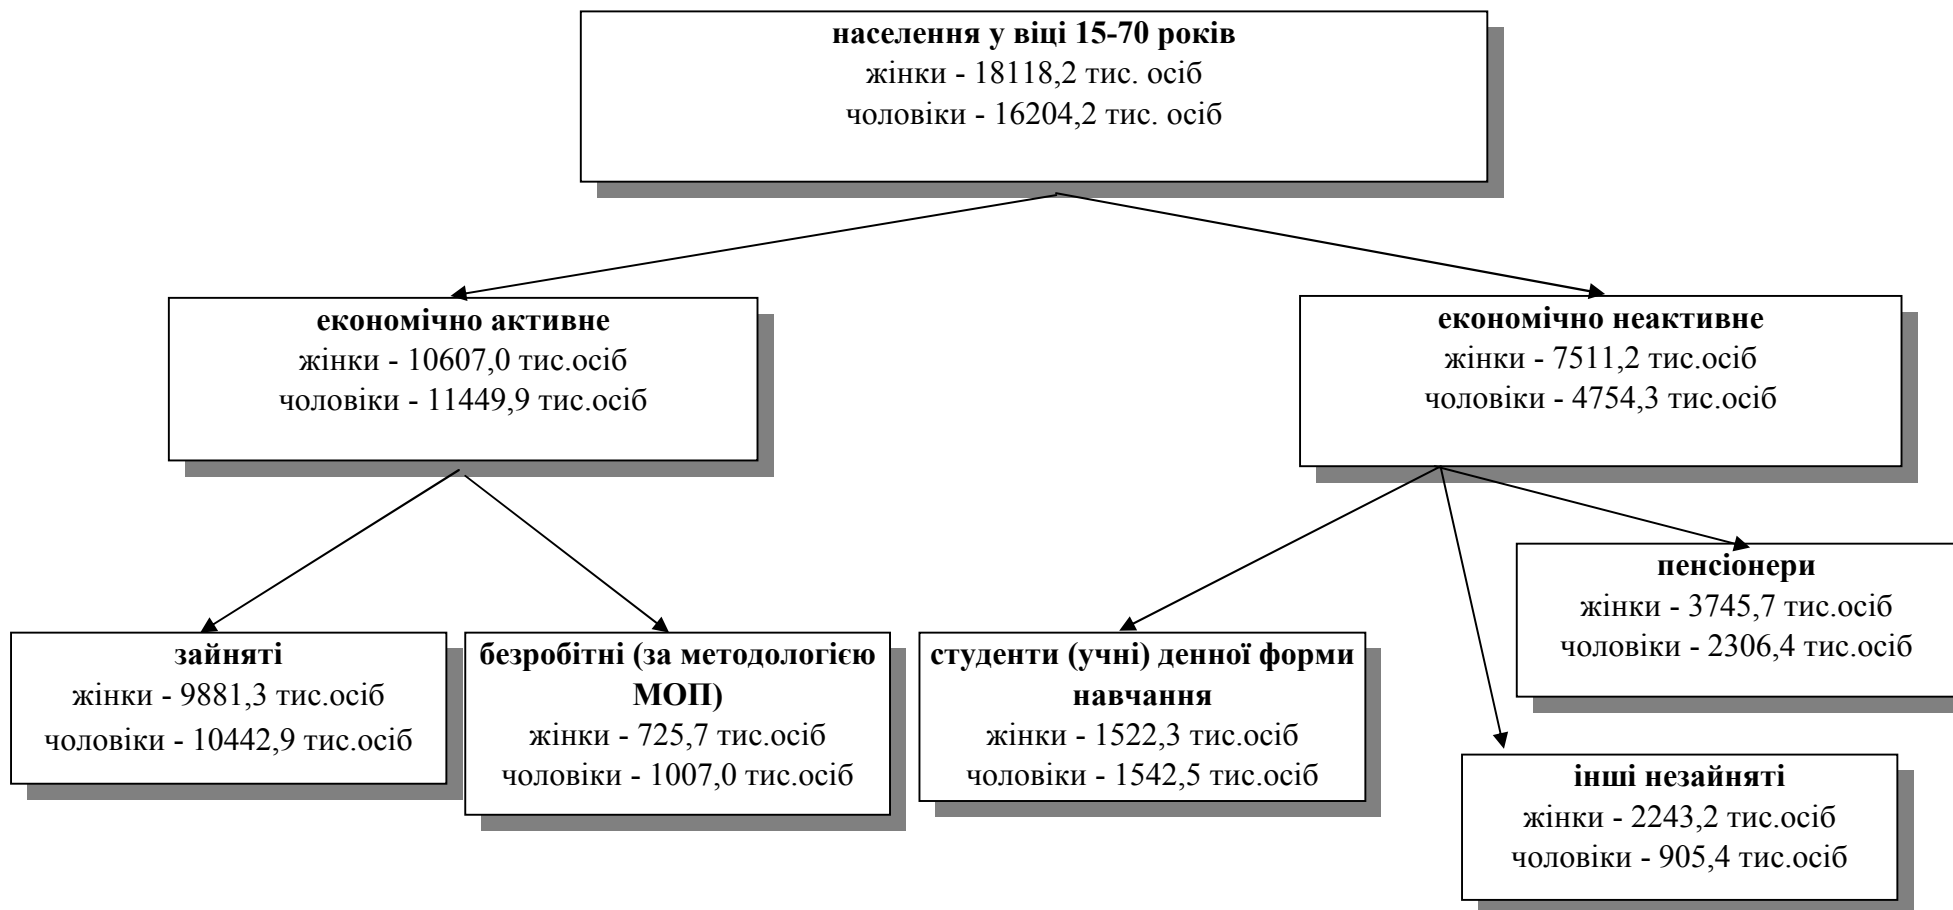 населення у віці 15-70 років
жінки - 18118,2 тис. осіб
чоловіки - 16204,2 тис. осіб
економічно активне
жінки - 10607,0 тис.осіб
чоловіки - 11449,9 тис.осіб
економічно неактивне
жінки - 7511,2 тис.осіб
чоловіки - 4754,3 тис.осіб
зайняті
жінки - 9881,3 тис.осіб
чоловіки - 10442,9 тис.осіб
безробітні (за методологією
МОП)
жінки - 725,7 тис.осіб
чоловіки - 1007,0 тис.осіб
студенти (учні) денної форми
навчання
жінки - 1522,3 тис.осіб
чоловіки - 1542,5 тис.осіб
пенсіонери
жінки - 3745,7 тис.осіб
чоловіки - 2306,4 тис.осіб
інші незайняті
жінки - 2243,2 тис.осіб
чоловіки - 905,4 тис.осіб